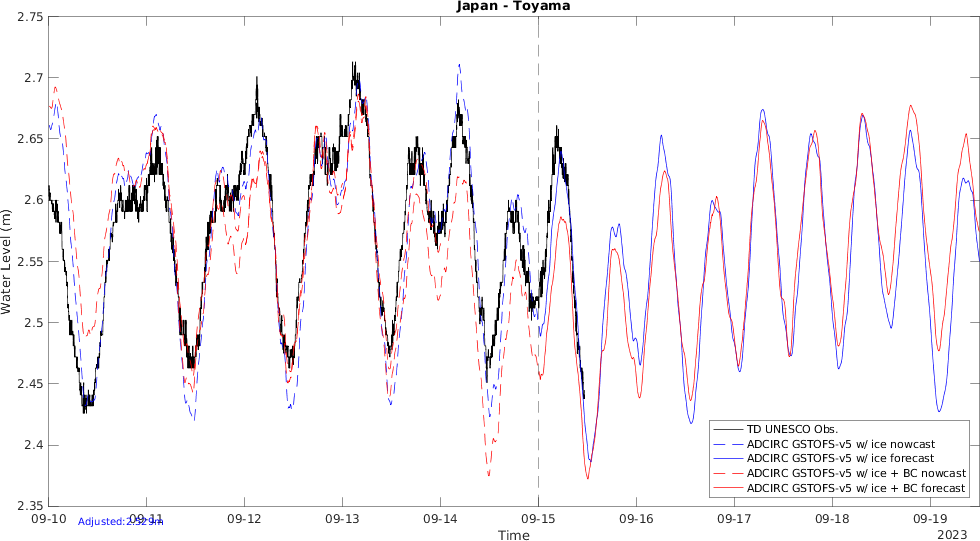 Japan - Toyama
2.75
2.7
2.65
2.6
2.55
2.5
2.45
2.4
2.35
Water Level (m)
TD UNESCO Obs.
ADCIRC GSTOFS-v5 w/ ice nowcast
ADCIRC GSTOFS-v5 w/ ice forecast
ADCIRC GSTOFS-v5 w/ ice + BC nowcast
ADCIRC GSTOFS-v5 w/ ice + BC forecast
09-10 09-11 09-12 09-13 09-14 09-15 09-16 09-17 09-18 09-19
Adjusted:2.529m
Time
2023